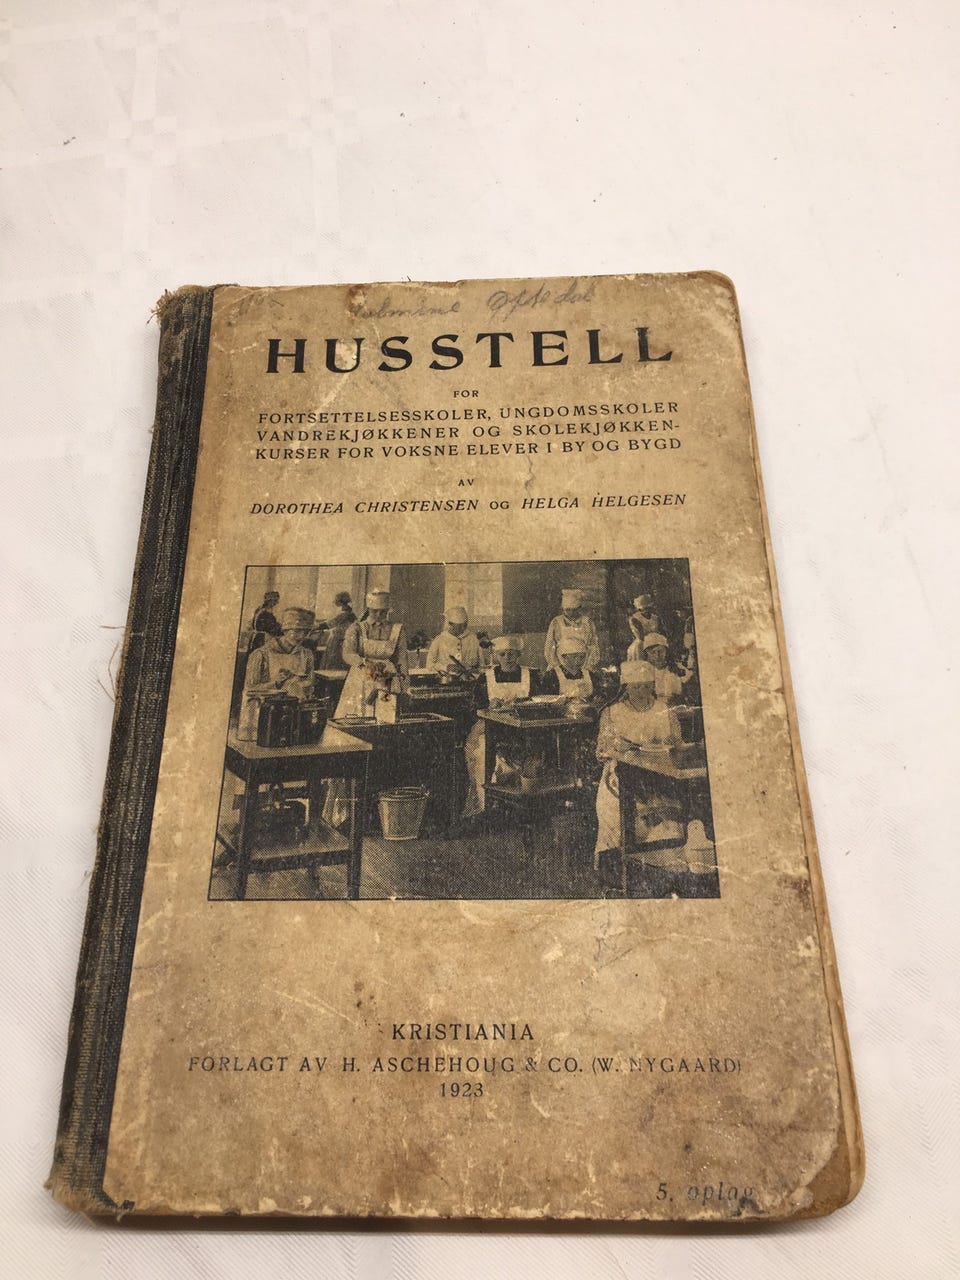 HUSSTELL
FOR
FORTSETTELSESSKOLER, UNGDOMSSKOLER
VANDREKJØKKENER OG SKOLEKJØKKEN-
KURSER FOR VOKSNE ELEVER I BY OG BYGD
AV
DOROTHEA CHRISTENSEN OG HELGA HELGESEN
KRISTIANIA
FORLAGT AV H. ASCHEHOUG & CO. (W. NYGAARD)
1923
5. oplag